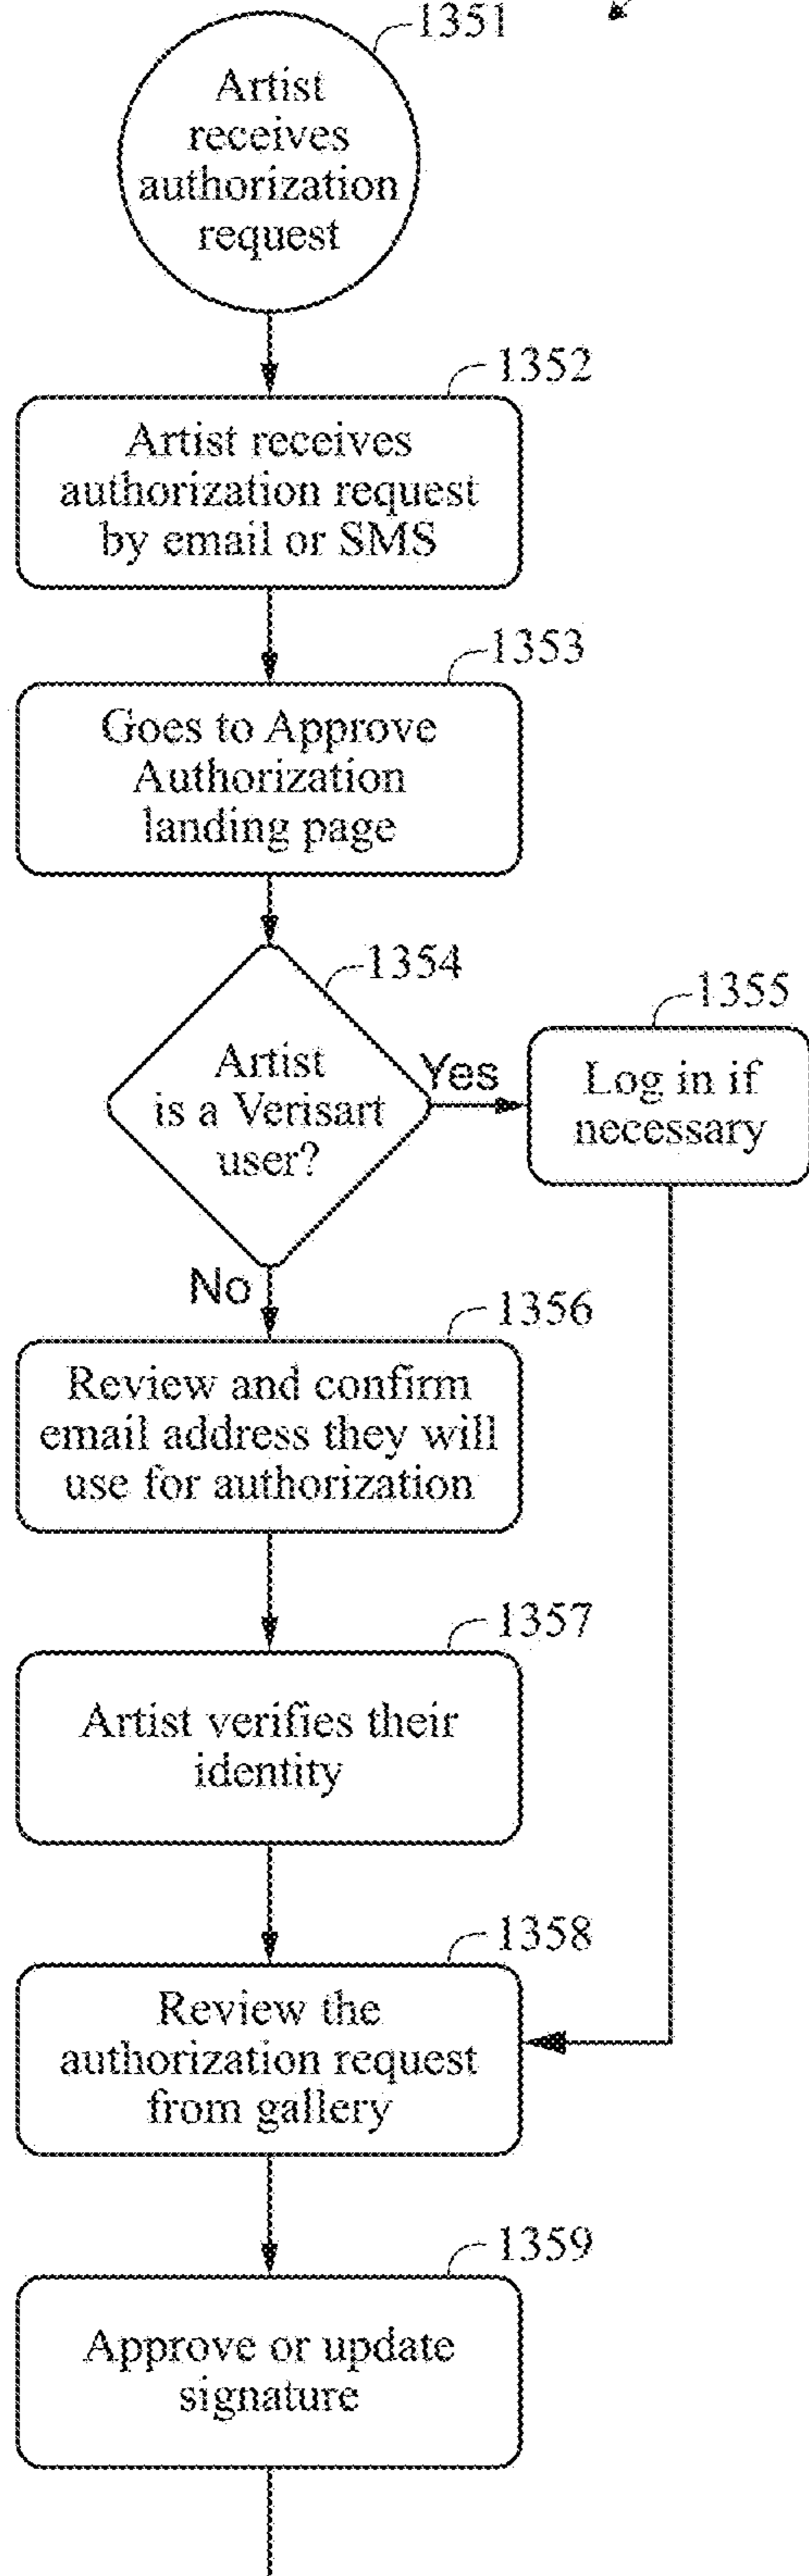 1351
Artist
receives
authorization
request
1352
Artist receives
authorization request
by email or SMS
1353
Goes to Approve
Authorization
landing page
1354
Artist
is a Verisart
user?
Yes
1355
Log in if
necessary
No
1356
Review and confirm
email address they will
use for authorization
1357
Artist verifies their
identity
1358
Review the
authorization request
from gallery
1359
Approve or update
signature